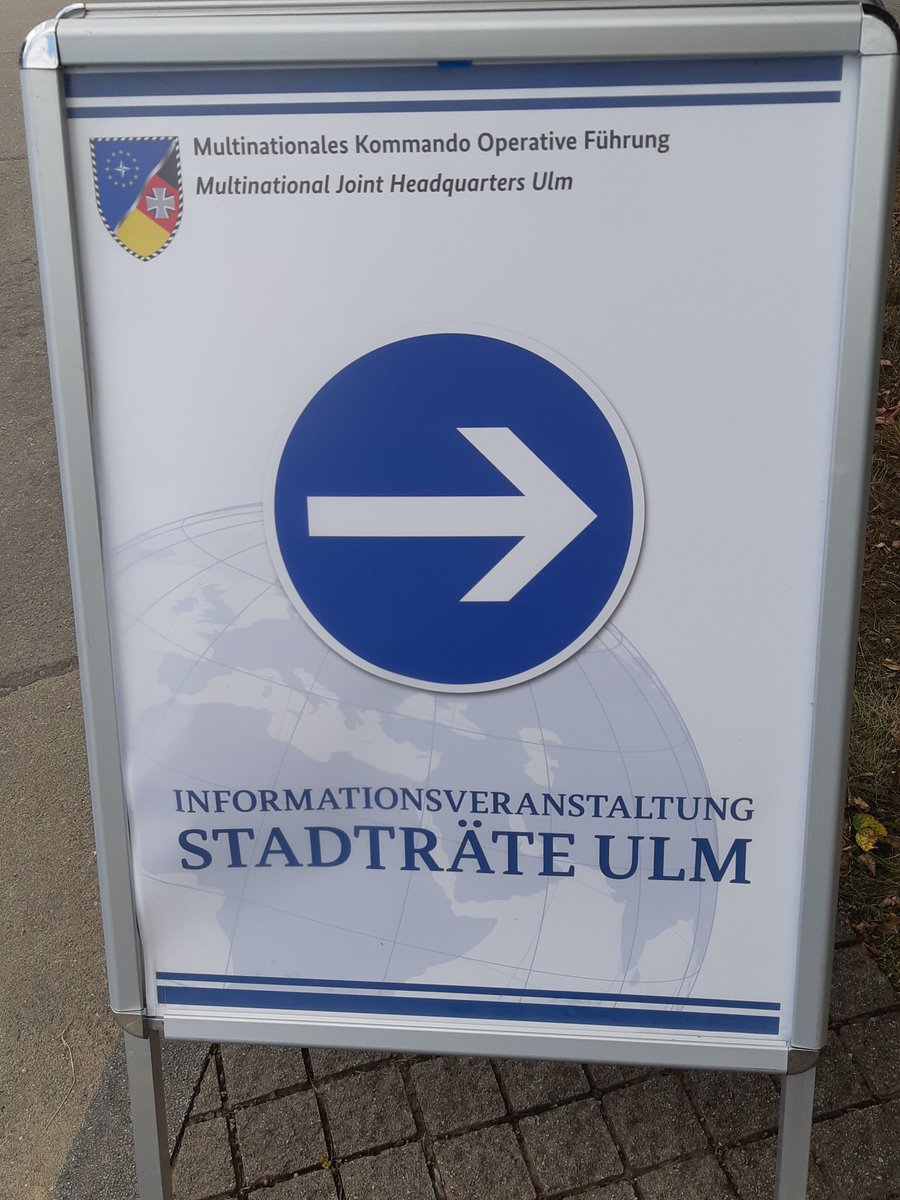 Multinationales Kommando Operative Führung
Multinational Joint Headquarters Ulm
INFORMATIONSVERANSTALTUNG
STADTRÄTE ULM